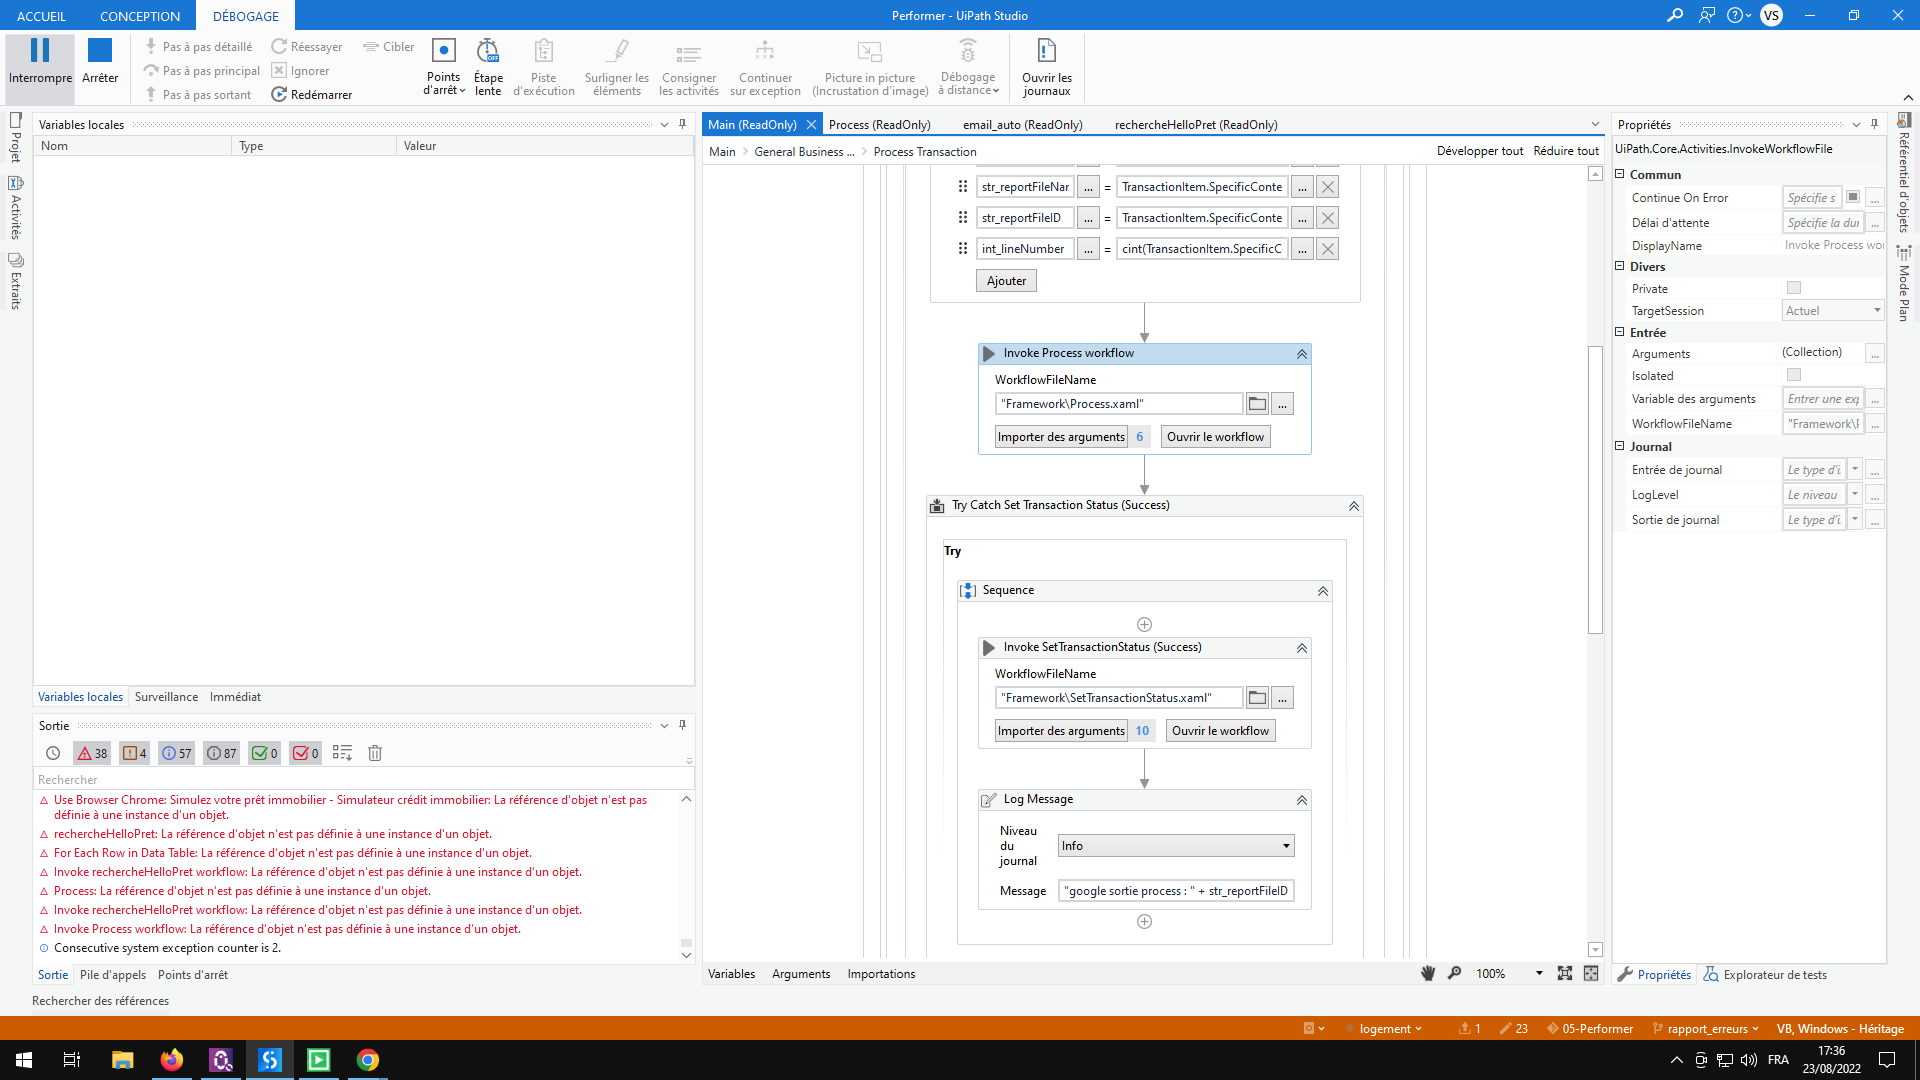 ACCUEIL
CONCEPTION
DÉBOGAGE
Performer - UiPath Studio
VS
Interrompre
Arrêter
Pas à pas détaillé
Pas à pas principal
Pas à pas sortant
Réessayer
Ignorer
Redémarrer
Cibler
Points d'arrêt
Étape lente
Piste d'exécution
Surligner les éléments
Consigner les activités
Continuer sur exception
Picture in picture (Incrustation d'image)
Débogage à distance
Ouvrir les journaux
Projet
Activités
Extraits
Variables locales
Nom
Type
Valeur
Variables locales
Surveillance
Immédiat
Sortie
38
4
57
87
0
0
Rechercher
Use Browser Chrome: Simulez votre prêt immobilier - Simulateur crédit immobilier: La référence d'objet n'est pas
définie à une instance d'un objet.
rechercheHelloPret: La référence d'objet n'est pas définie à une instance d'un objet.
For Each Row in Data Table: La référence d'objet n'est pas définie à une instance d'un objet.
Invoke rechercheHelloPret workflow: La référence d'objet n'est pas définie à une instance d'un objet.
Process: La référence d'objet n'est pas définie à une instance d'un objet.
Invoke rechercheHelloPret workflow: La référence d'objet n'est pas définie à une instance d'un objet.
Invoke Process workflow: La référence d'objet n'est pas définie à une instance d'un objet.
Consecutive system exception counter is 2.
Sortie
Pile d'appels
Points d'arrêt
Rechercher des références
Main (ReadOnly)
Process (ReadOnly)
email_auto (ReadOnly)
rechercheHelloPret (ReadOnly)
Main > General Business ... > Process Transaction
Développer tout
Réduire tout
str_reportFileNar ... = TransactionItem.SpecificConte ...
str_reportFileID ... = TransactionItem.SpecificConte ...
int_lineNumber ... = cint(TransactionItem.SpecificC ...
Ajouter
Invoke Process workflow
WorkflowFileName
"Framework\Process.xaml"
...
Importer des arguments 6
Ouvrir le workflow
Try Catch Set Transaction Status (Success)
Try
Sequence
Invoke SetTransactionStatus (Success)
WorkflowFileName
"Framework\SetTransactionStatus.xaml"
...
Importer des arguments 10
Ouvrir le workflow
Log Message
Niveau du journal
Info
Message
"google sortie process : " + str_reportFileID
Variables
Arguments
Importations
100%
Propriétés
UiPath.Core.Activities.InvokeWorkflowFile
Commun
Continue On Error Spécifie s' ...
Délai d'attente Spécifie la dur ...
DisplayName Invoke Process wor
Divers
Private
TargetSession Actuel
Entrée
Arguments (Collection) ...
Isolated
Variable des arguments Entrer une exp ...
WorkflowFileName "Framework\F ...
Journal
Entrée de journal Le type d'i ...
LogLevel Le niveau ...
Sortie de journal Le type d'i ...
Propriétés
Explorateur de tests
Référentiel d'objets
Mode Plan
logement
1
23
05-Performer
rapport_erreurs
VB, Windows - Héritage
FRA
17:36
23/08/2022